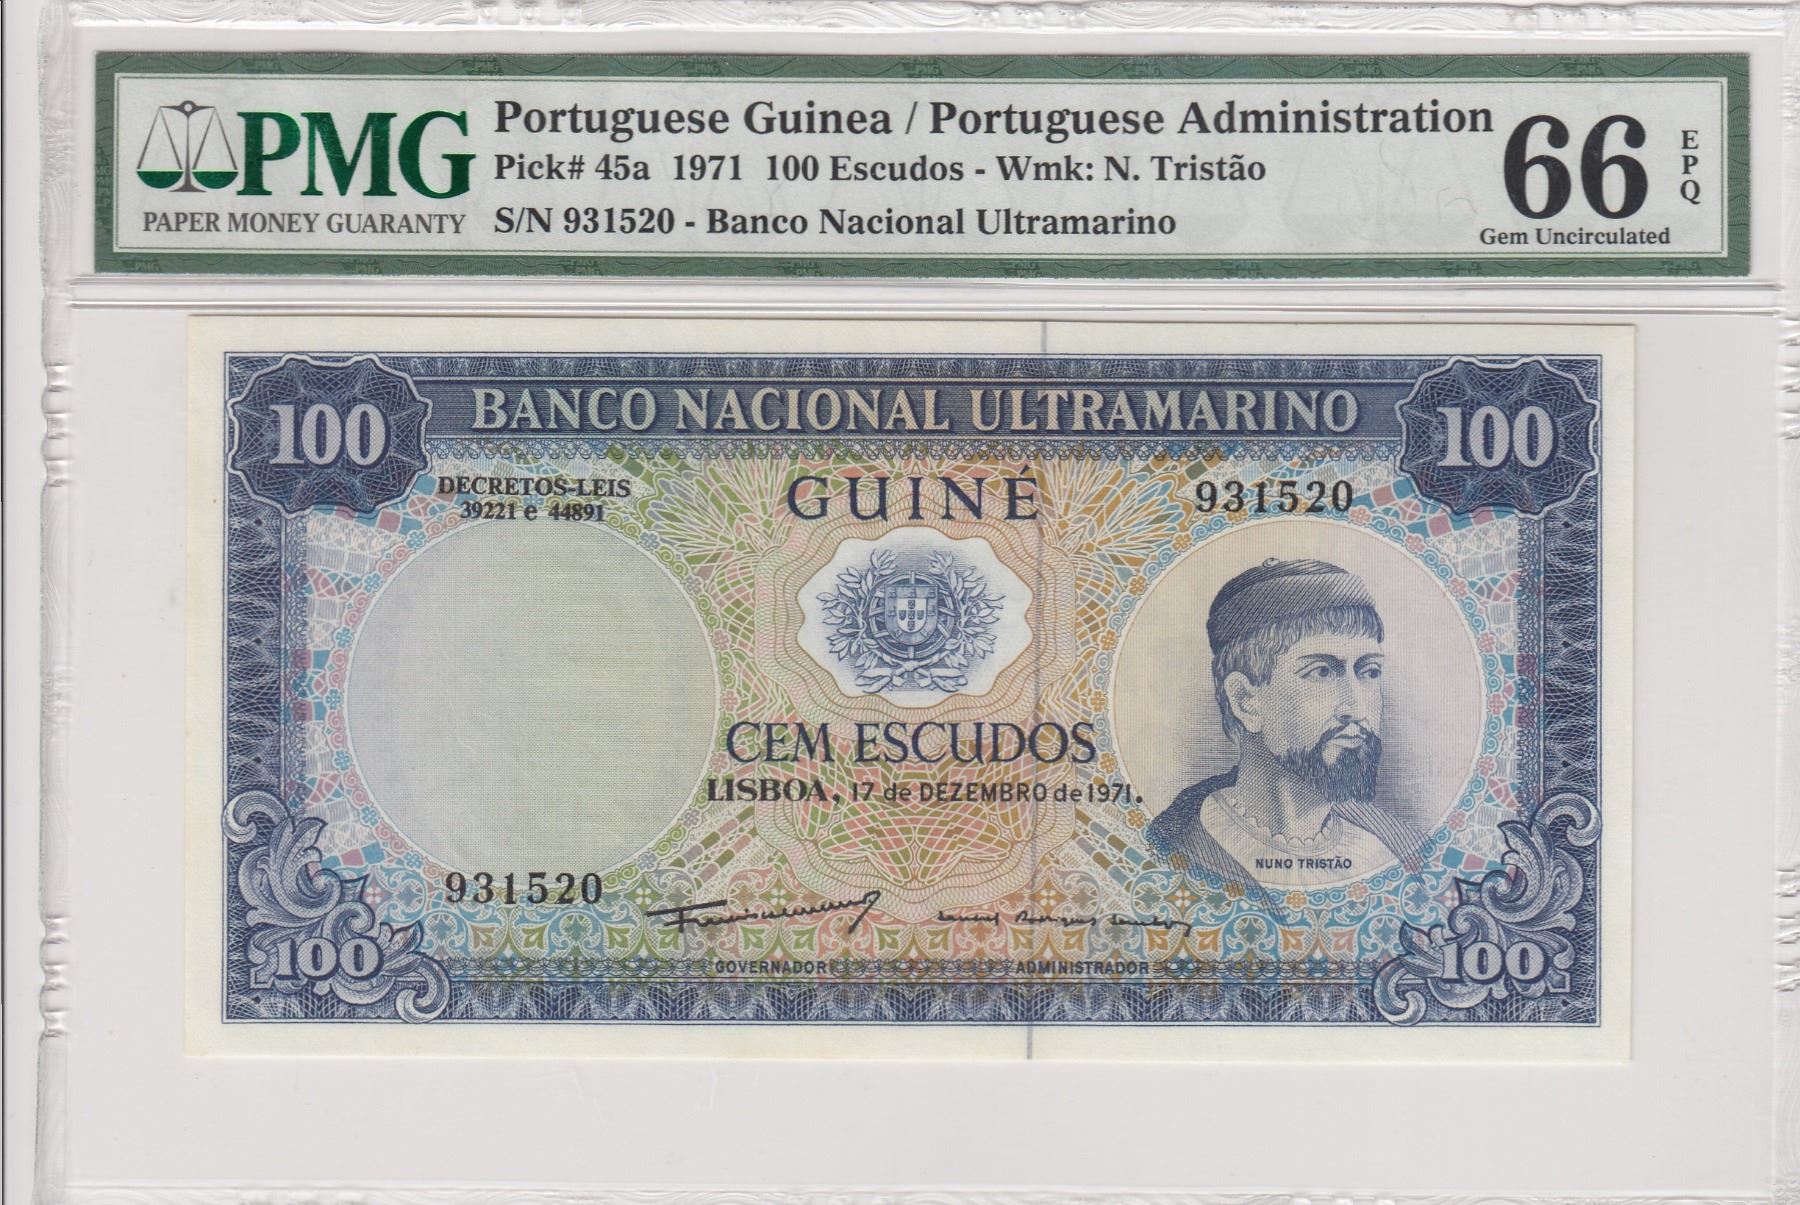 PMG
PAPER MONEY GUARANTY
Portuguese Guinea / Portuguese Administration
Pick# 45a 1971 100 Escudos - Wmk: N. Tristão
S/N 931520 - Banco Nacional Ultramarino
66
EPQ
Gem Uncirculated
100
BANCO NACIONAL ULTRAMARINO
100
DECRETOS-LEIS
39221 e 44891
GUINÉ
931520
CEM ESCUDOS
LISBOA, 17 de DEZEMBRO de 1971.
NUNO TRISTÃO
931520
100
GOVERNADOR
ADMINISTRADOR
100